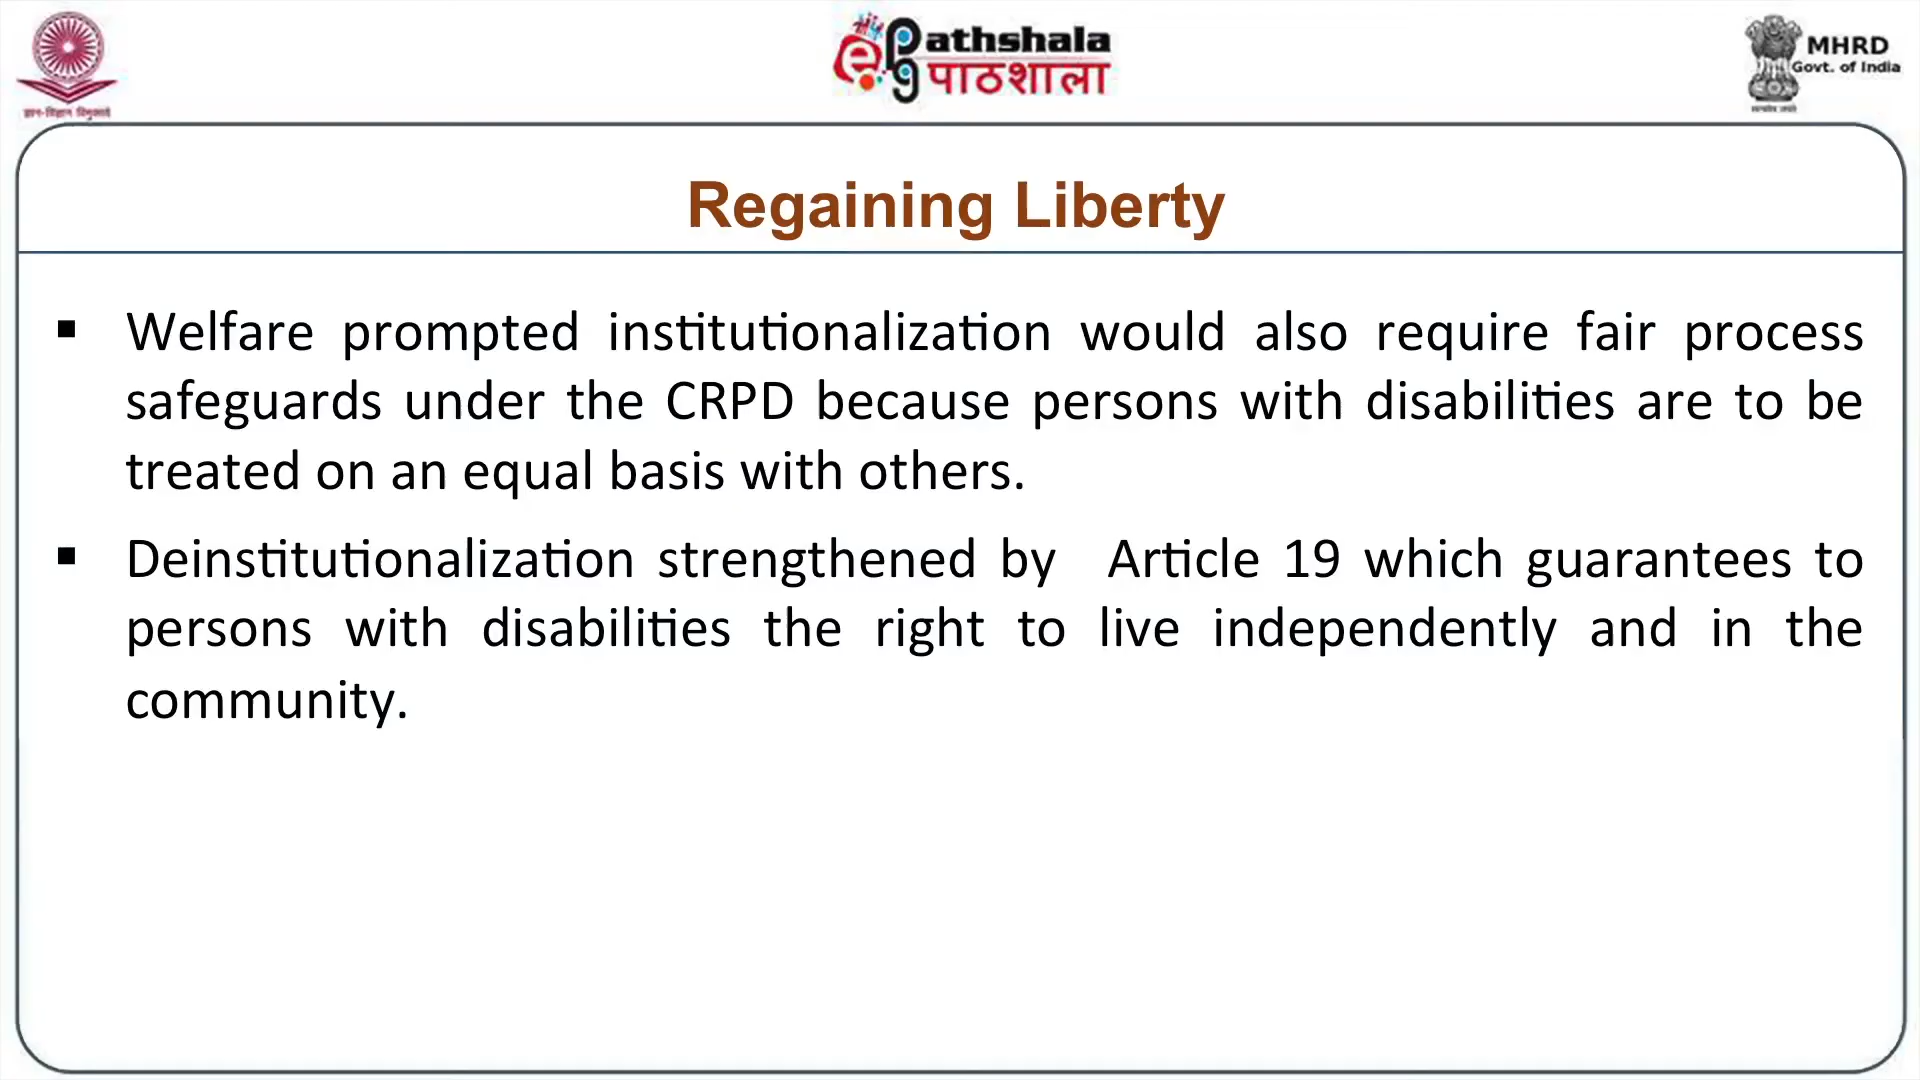 Pathshala
पाठशाला
MHRD
Govt. of India
ज्ञान-विज्ञान विमुक्तये
Regaining Liberty
▪ Welfare prompted institutionalization would also require fair process
safeguards under the CRPD because persons with disabilities are to be
treated on an equal basis with others.
▪ Deinstitutionalization strengthened by Article 19 which guarantees to
persons with disabilities the right to live independently and in the
community.